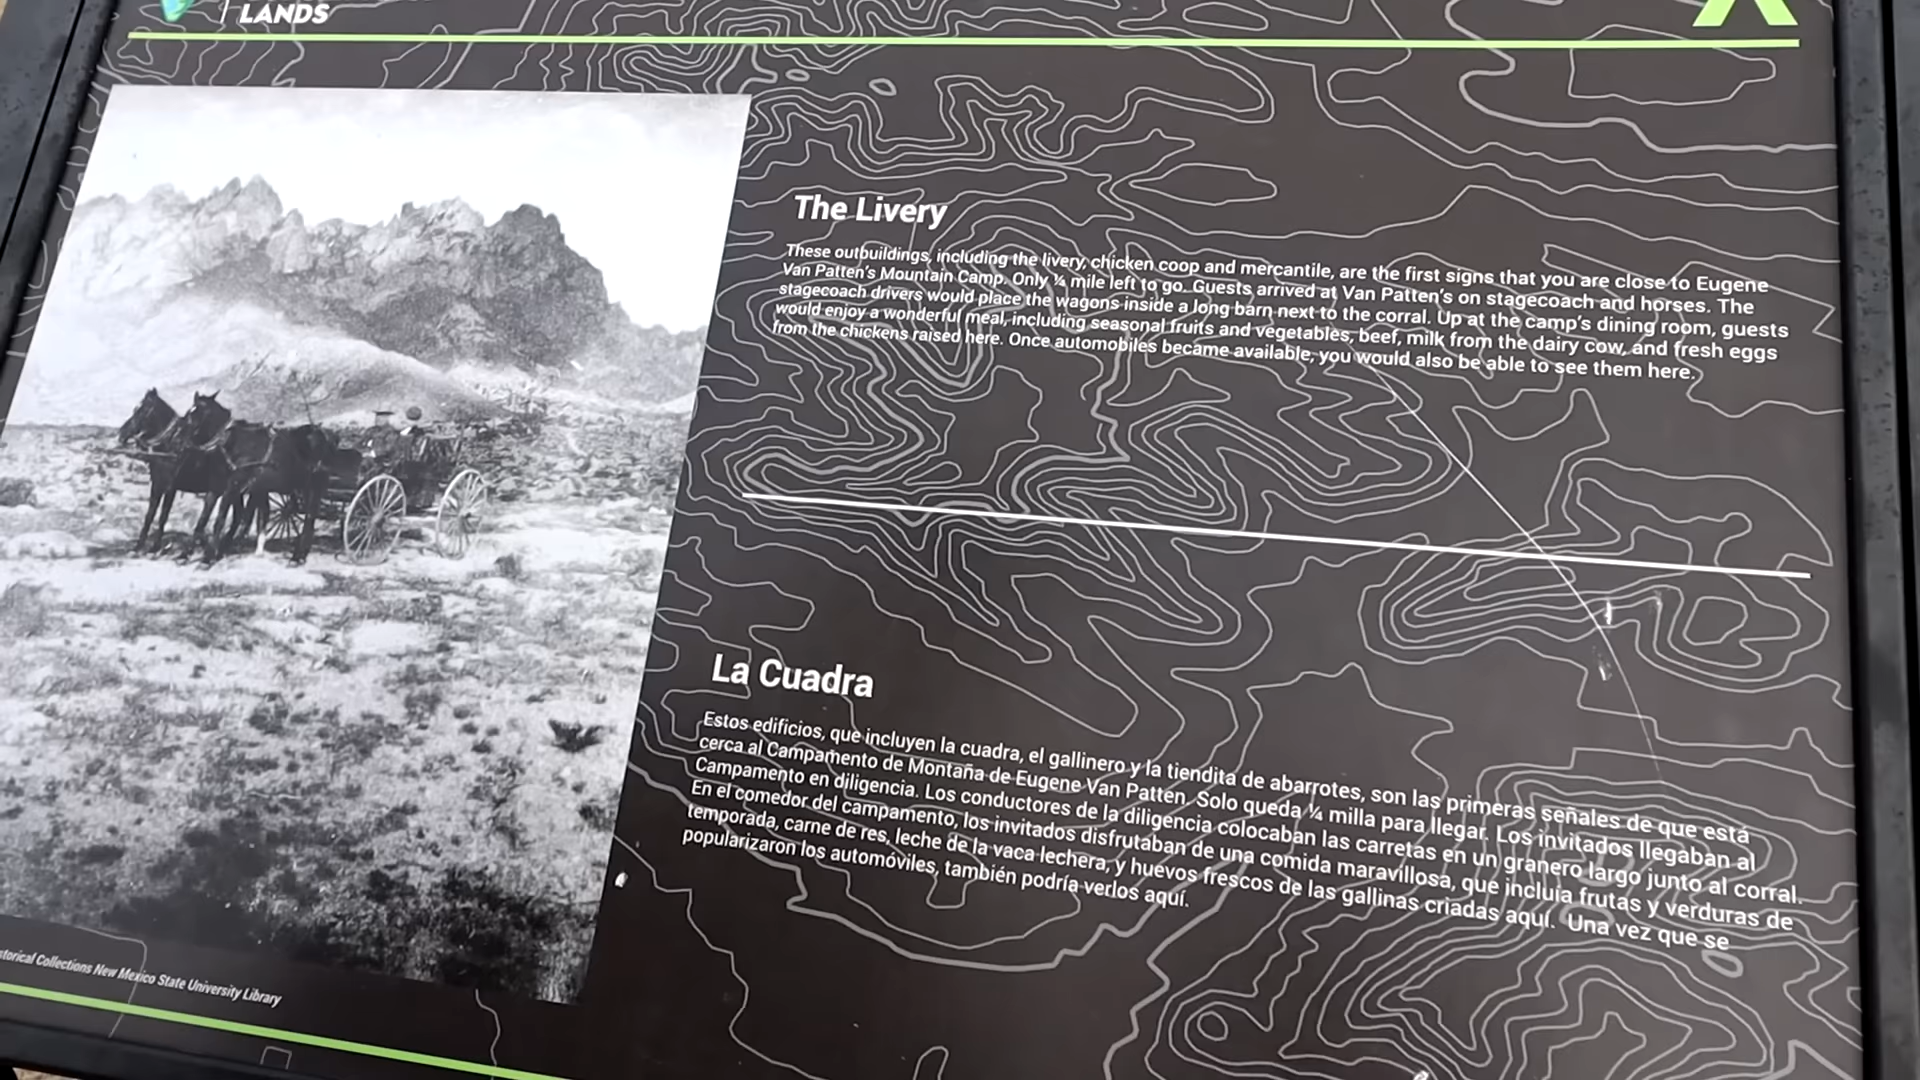 LANDS
The Livery
These outbuildings, including the livery, chicken coop and mercantile, are the first signs that you are close to Eugene
Van Patten's Mountain Camp. Only ¼ mile left to go. Guests arrived at Van Patten's on stagecoach and horses. The
stagecoach drivers would place the wagons inside a long barn next to the corral. Up at the camp's dining room, guests
would enjoy a wonderful meal, including seasonal fruits and vegetables, beef, milk from the dairy cow, and fresh eggs
from the chickens raised here. Once automobiles became available, you would also be able to see them here.
La Cuadra
Estos edificios, que incluyen la cuadra, el gallinero y la tiendita de abarrotes, son las primeras señales de que está
cerca al Campamento de Montaña de Eugene Van Patten. Solo queda ¼ milla para llegar. Los invitados llegaban al
Campamento en diligencia. Los conductores de la diligencia colocaban las carretas en un granero largo junto al corral.
En el comedor del campamento, los invitados disfrutaban de una comida maravillosa, que incluía frutas y verduras de
temporada, carne de res, leche de la vaca lechera, y huevos frescos de las gallinas criadas aquí. Una vez que se
popularizaron los automóviles, también podría verlos aquí.
Collections New Mexico State University Library